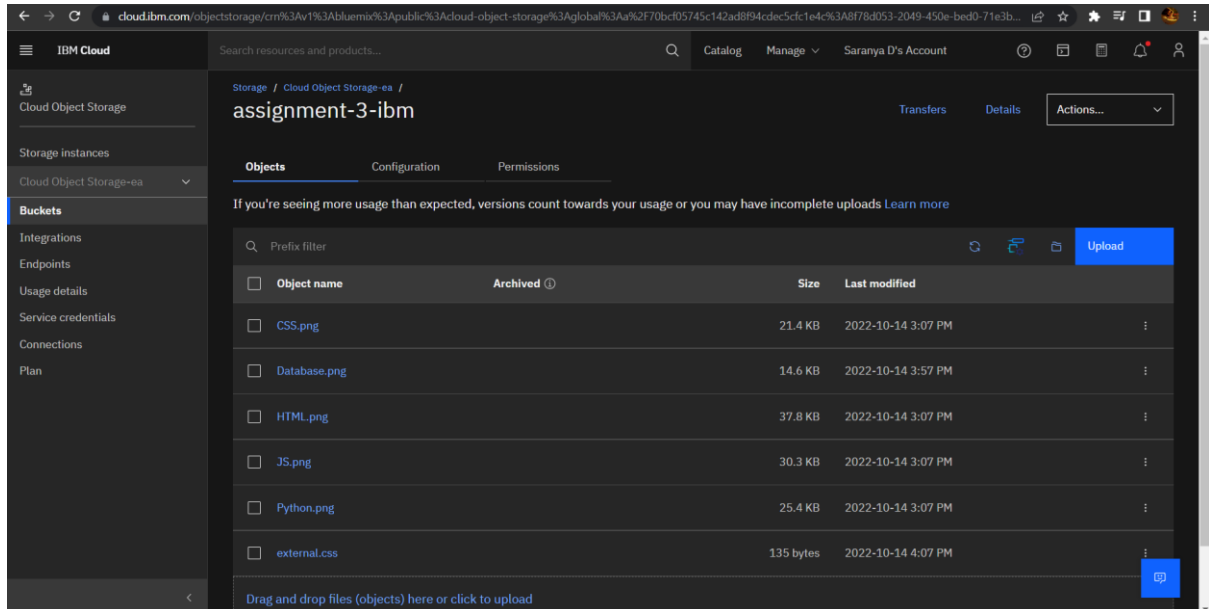 cloud.ibm.com/objectstorage/crn%3Av1%3Abluemix%3Apublic%3Acloud-object-storage%3Aglobal%3Aa%2F70bcf05745c142ad8f94cdec5cfc1e4c%3A8f78d053-2049-450e-bed0-71e3b...
IBM Cloud
Search resources and products...
Catalog
Manage
Saranya D's Account
Cloud Object Storage
Storage instances
Cloud Object Storage-ea
Buckets
Integrations
Endpoints
Usage details
Service credentials
Connections
Plan
Storage / Cloud Object Storage-ea /
assignment-3-ibm
Transfers
Details
Actions...
Objects
Configuration
Permissions
If you're seeing more usage than expected, versions count towards your usage or you may have incomplete uploads Learn more
Prefix filter
Upload
Object name Archived Size Last modified
CSS.png 21.4 KB 2022-10-14 3:07 PM
Database.png 14.6 KB 2022-10-14 3:57 PM
HTML.png 37.8 KB 2022-10-14 3:07 PM
JS.png 30.3 KB 2022-10-14 3:07 PM
Python.png 25.4 KB 2022-10-14 3:07 PM
external.css 135 bytes 2022-10-14 4:07 PM
Drag and drop files (objects) here or click to upload